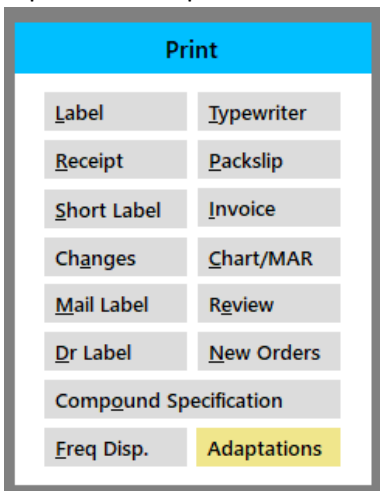 Print
Label Typewriter
Receipt Packslip
Short Label Invoice
Changes Chart/MAR
Mail Label Review
Dr Label New Orders
Compound Specification
Freq Disp. Adaptations